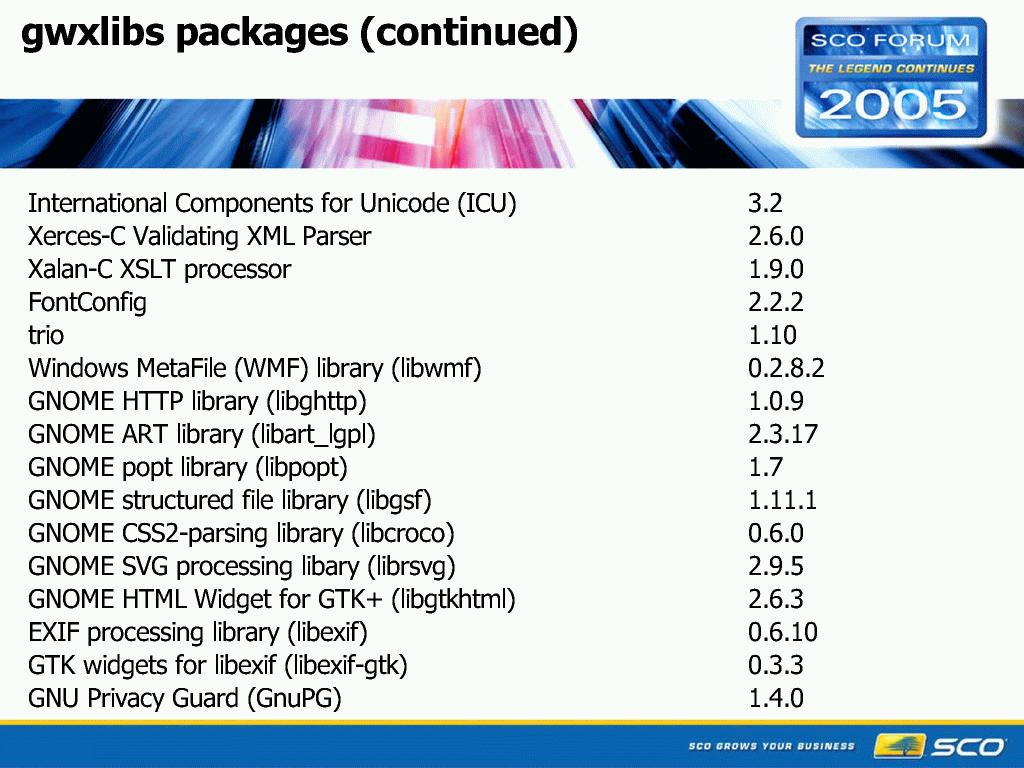 gwxlibs packages (continued)
SCO FORUM
THE LEGEND CONTINUES
2005
International Components for Unicode (ICU) 3.2
Xerces-C Validating XML Parser 2.6.0
Xalan-C XSLT processor 1.9.0
FontConfig 2.2.2
trio 1.10
Windows MetaFile (WMF) library (libwmf) 0.2.8.2
GNOME HTTP library (libghttp) 1.0.9
GNOME ART library (libart_lgpl) 2.3.17
GNOME popt library (libpopt) 1.7
GNOME structured file library (libgsf) 1.11.1
GNOME CSS2-parsing library (libcroco) 0.6.0
GNOME SVG processing libary (librsvg) 2.9.5
GNOME HTML Widget for GTK+ (libgtkhtml) 2.6.3
EXIF processing library (libexif) 0.6.10
GTK widgets for libexif (libexif-gtk) 0.3.3
GNU Privacy Guard (GnuPG) 1.4.0
SCO GROWS YOUR BUSINESS
SCO